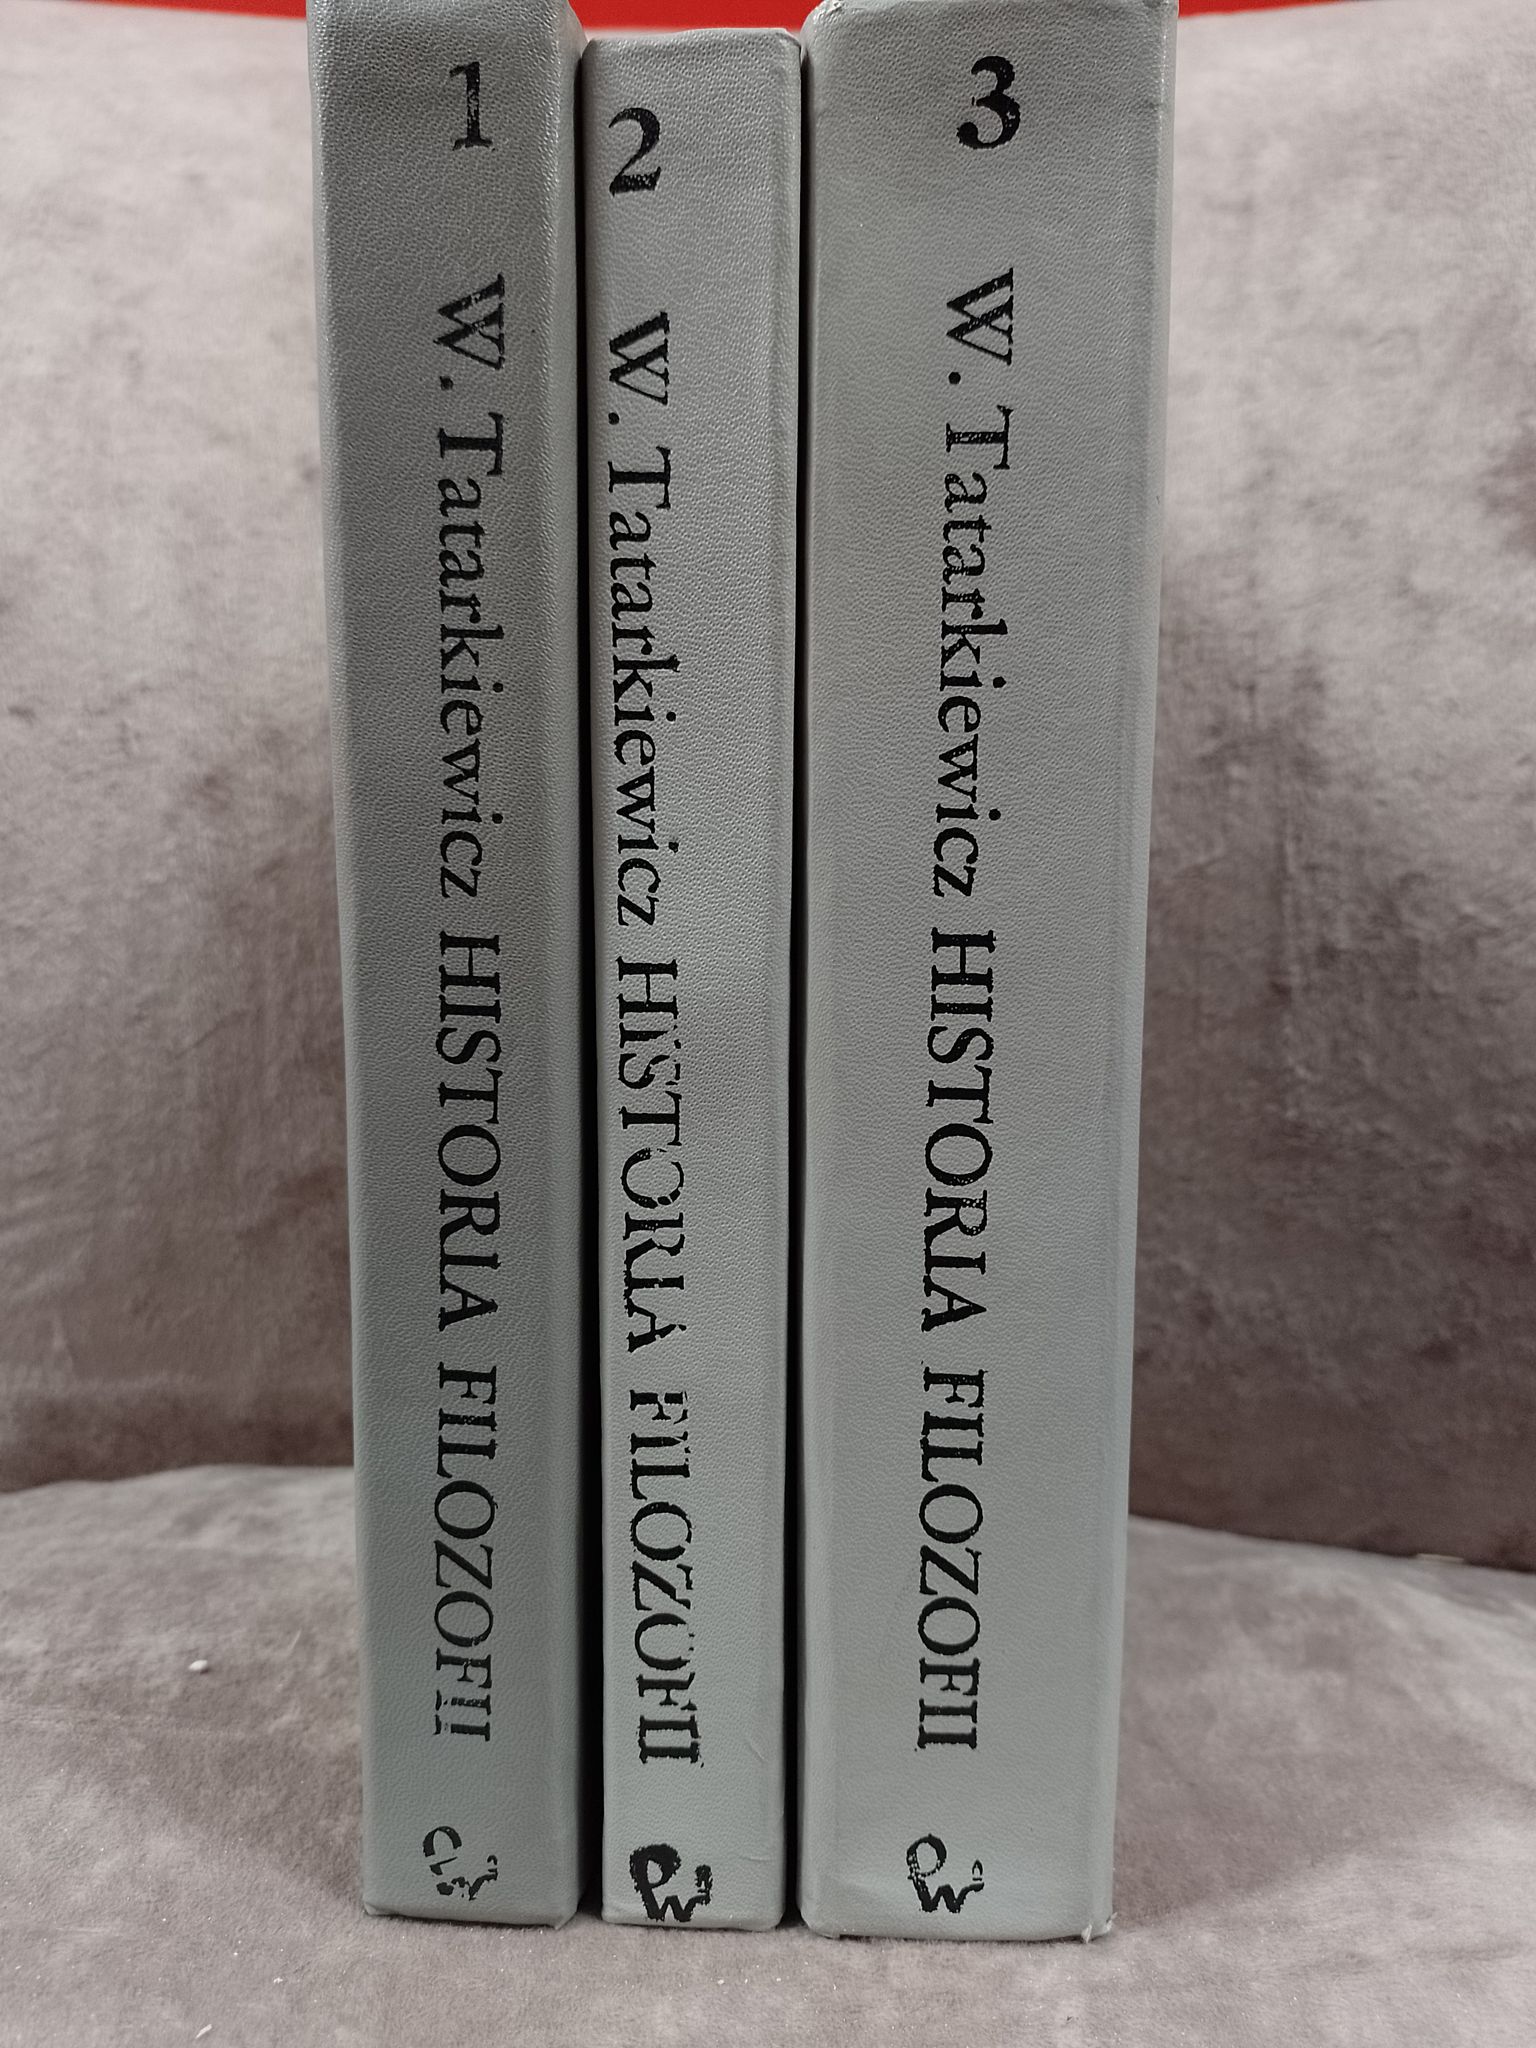 1 W. Tatarkiewicz HISTORIA FILOZOFII
2 W. Tatarkiewicz HISTORIA FILOZOFII
3 W. Tatarkiewicz HISTORIA FILOZOFII